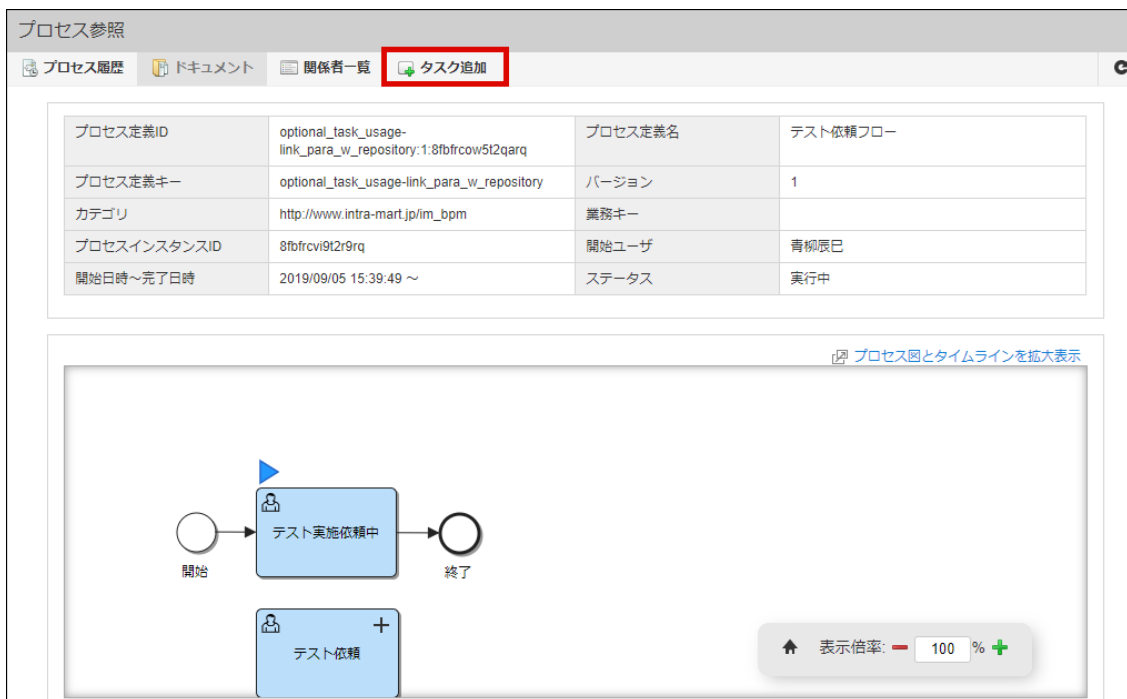 プロセス参照
プロセス履歴 ドキュメント 関係者一覧 タスク追加
プロセス定義ID optional_task_usage-link_para_w_repository:1:8fbfrcow5t2qarq プロセス定義名 テスト依頼フロー
プロセス定義キー optional_task_usage-link_para_w_repository バージョン 1
カテゴリ http://www.intra-mart.jp/im_bpm 業務キー
プロセスインスタンスID 8fbfrcvi9t2r9rq 開始ユーザ 青柳辰巳
開始日時～完了日時 2019/09/05 15:39:49 ～ ステータス 実行中
プロセス図とタイムラインを拡大表示
テスト実施依頼中
開始 終了
テスト依頼
表示倍率: 100 %